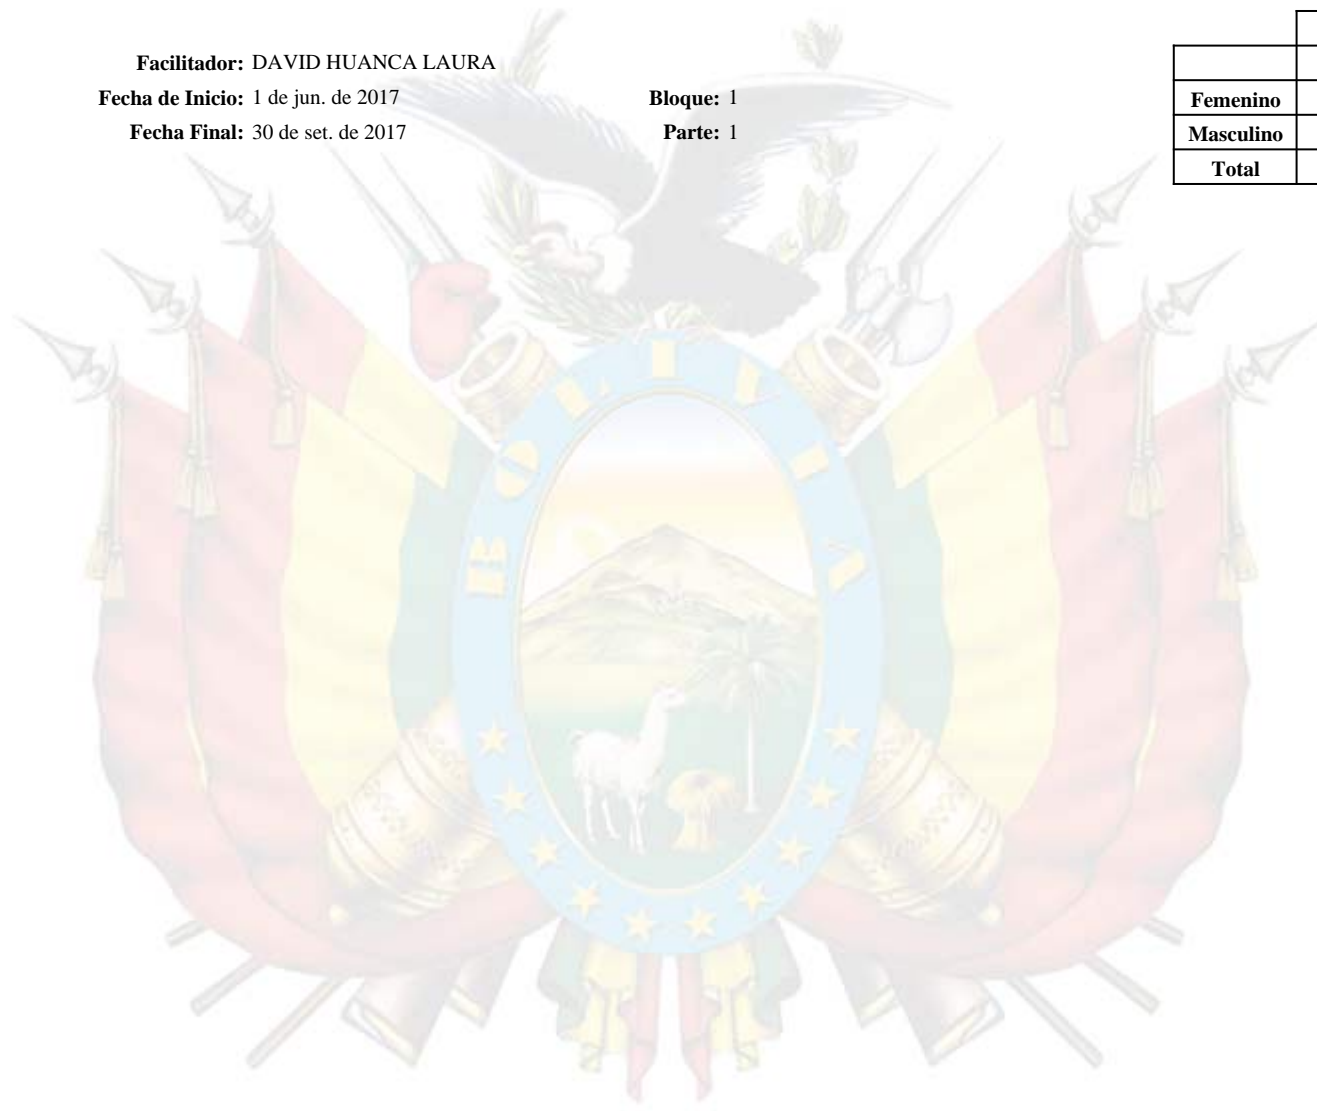 Facilitador: DAVID HUANCA LAURA
Fecha de Inicio: 1 de jun. de 2017 Bloque: 1
Fecha Final: 30 de set. de 2017 Parte: 1
Femenino
Masculino
Total
BOLIVIA